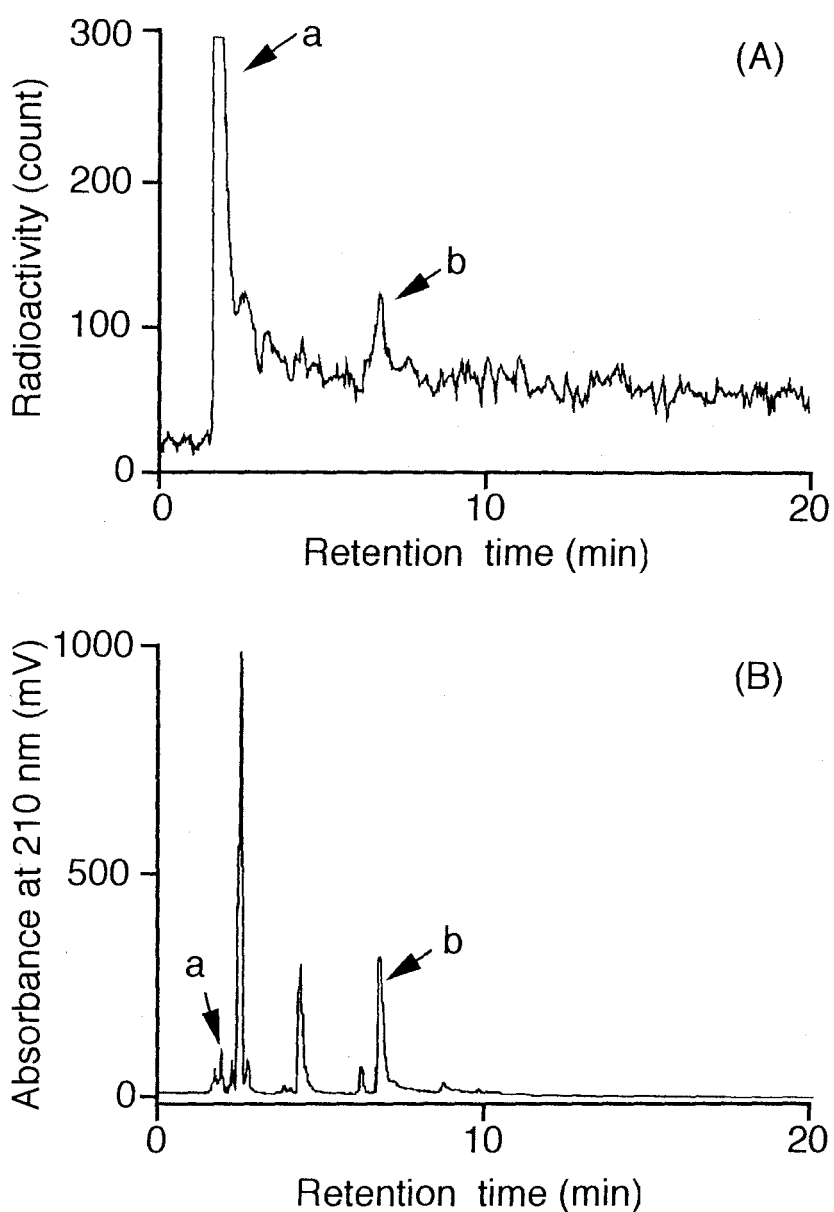 (A)
Radioactivity (count)
300
200
100
0
a
b
0 10 20
Retention time (min)
(B)
Absorbance at 210 nm (mV)
1000
500
0
a
b
0 10 20
Retention time (min)